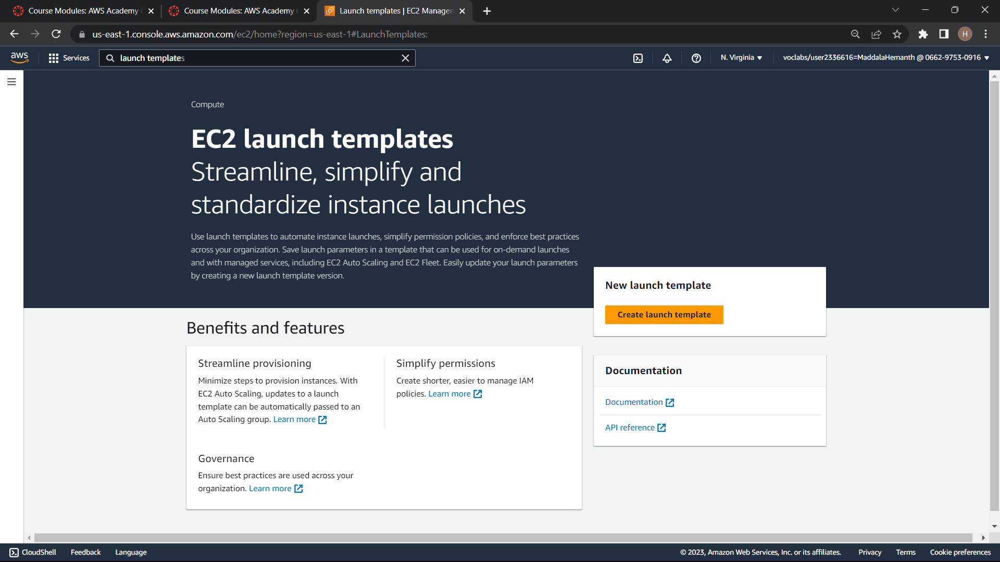 Course Modules: AWS Academy
Course Modules: AWS Academy
Launch templates | EC2 Managem
us-east-1.console.aws.amazon.com/ec2/home?region=us-east-1#LaunchTemplates:
H
aws
Services
launch templates
N. Virginia
voclabs/user2336616=MaddalaHemanth @ 0662-9753-0916
Compute
EC2 launch templates
Streamline, simplify and
standardize instance launches
Use launch templates to automate instance launches, simplify permission policies, and enforce best practices
across your organization. Save launch parameters in a template that can be used for on-demand launches
and with managed services, including EC2 Auto Scaling and EC2 Fleet. Easily update your launch parameters
by creating a new launch template version.
New launch template
Create launch template
Benefits and features
Streamline provisioning
Minimize steps to provision instances. With
EC2 Auto Scaling, updates to a launch
template can be automatically passed to an
Auto Scaling group. Learn more
Simplify permissions
Create shorter, easier to manage IAM
policies. Learn more
Governance
Ensure best practices are used across your
organization. Learn more
Documentation
Documentation
API reference
CloudShell
Feedback
Language
© 2023, Amazon Web Services, Inc. or its affiliates.
Privacy
Terms
Cookie preferences